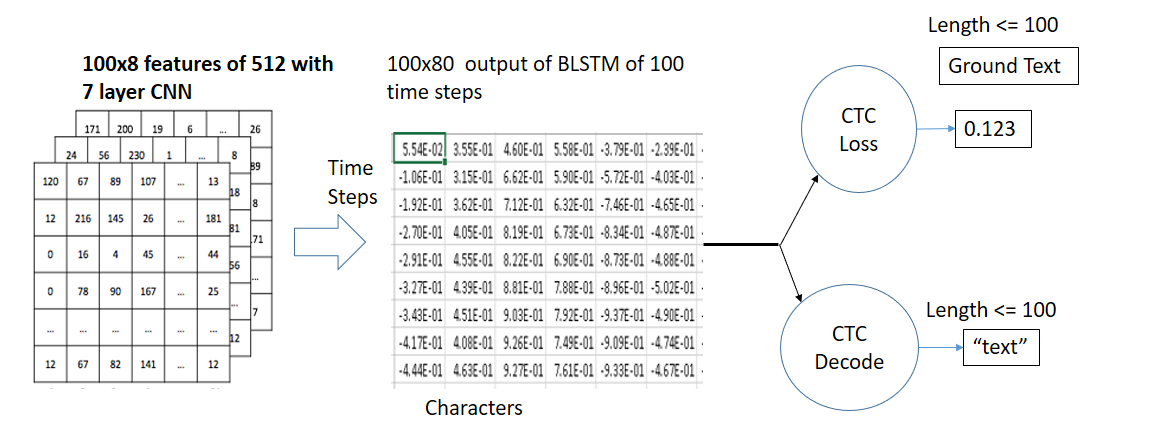 Length <= 100
Ground Text
100x8 features of 512 with
7 layer CNN
100x80 output of BLSTM of 100
time steps
CTC
Loss
0.123
171 200 19 6 ... 26
24 56 230 1 ... 8
89
120 67 89 107 ... 13
18
8
12 216 145 26 ... 181
81
71
0 16 4 45 ... 44
56
...
0 78 90 167 ... 25
...
7
... ... ... ... ... ...
12
12 67 82 141 ... 12
Time
Steps
5.54E-02 3.55E-01 4.60E-01 5.58E-01 -3.79E-01 -2.39E-01
-1.06E-01 3.15E-01 6.62E-01 5.90E-01 -5.72E-01 -4.03E-01
-1.92E-01 3.62E-01 7.12E-01 6.32E-01 -7.46E-01 -4.65E-01
-2.70E-01 4.05E-01 8.19E-01 6.73E-01 -8.34E-01 -4.87E-01
-2.91E-01 4.55E-01 8.22E-01 6.90E-01 -8.73E-01 -4.88E-01
-3.27E-01 4.39E-01 8.81E-01 7.88E-01 -8.96E-01 -5.02E-01
-3.43E-01 4.51E-01 9.03E-01 7.92E-01 -9.37E-01 -4.90E-01
-4.17E-01 4.08E-01 9.26E-01 7.49E-01 -9.09E-01 -4.74E-01
-4.44E-01 4.63E-01 9.27E-01 7.61E-01 -9.33E-01 -4.67E-01
Characters
Length <= 100
CTC
Decode
“text”